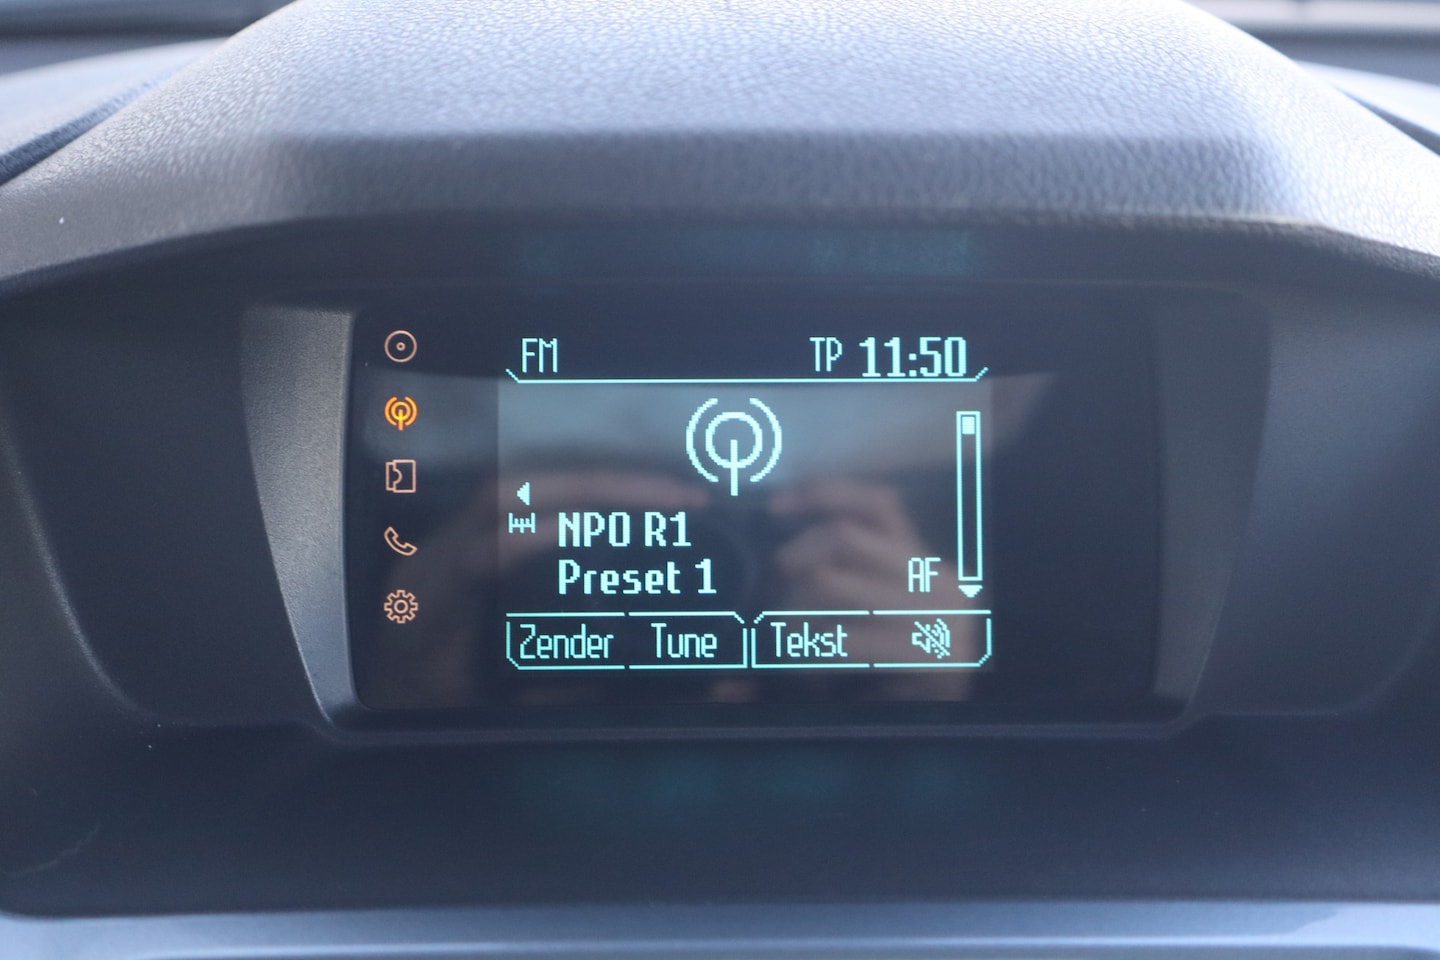 FM TP 11:50
NPO R1
Preset 1 AF
Zender Tune Tekst